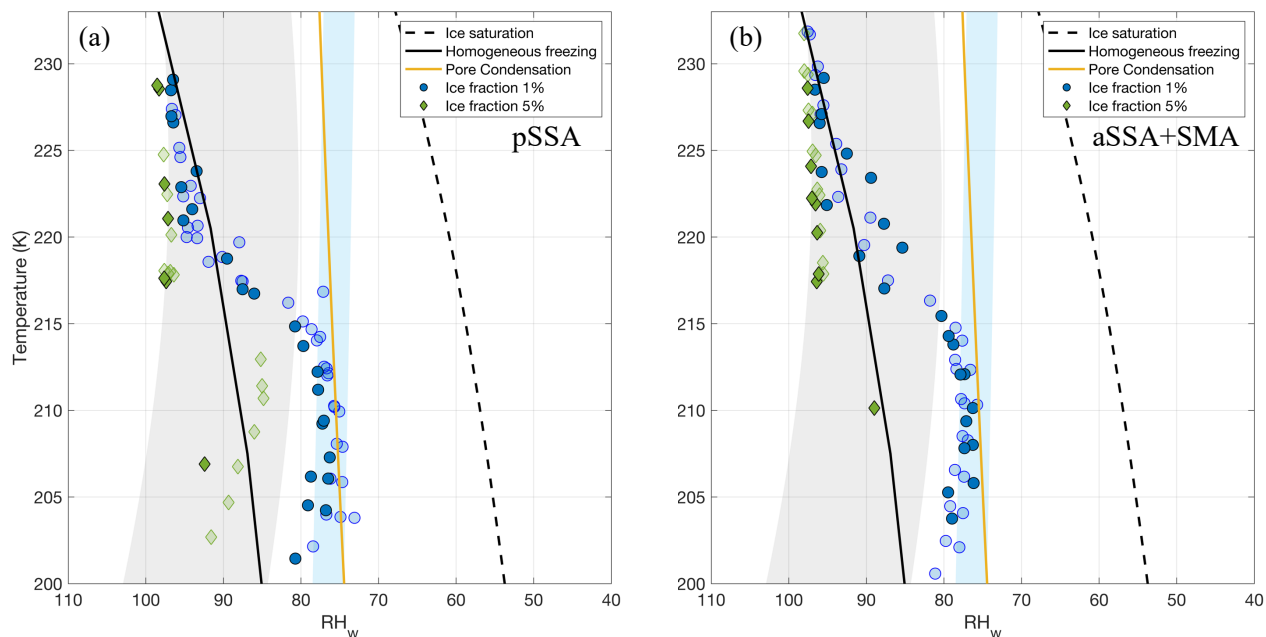 (a)
Ice saturation
Homogeneous freezing
Pore Condensation
Ice fraction 1%
Ice fraction 5%
pSSA
Temperature (K)
230
225
220
215
210
205
200
110
100
90
80
70
60
50
40
RH_w
(b)
Ice saturation
Homogeneous freezing
Pore Condensation
Ice fraction 1%
Ice fraction 5%
aSSA+SMA
230
225
220
215
210
205
200
110
100
90
80
70
60
50
40
RH_w